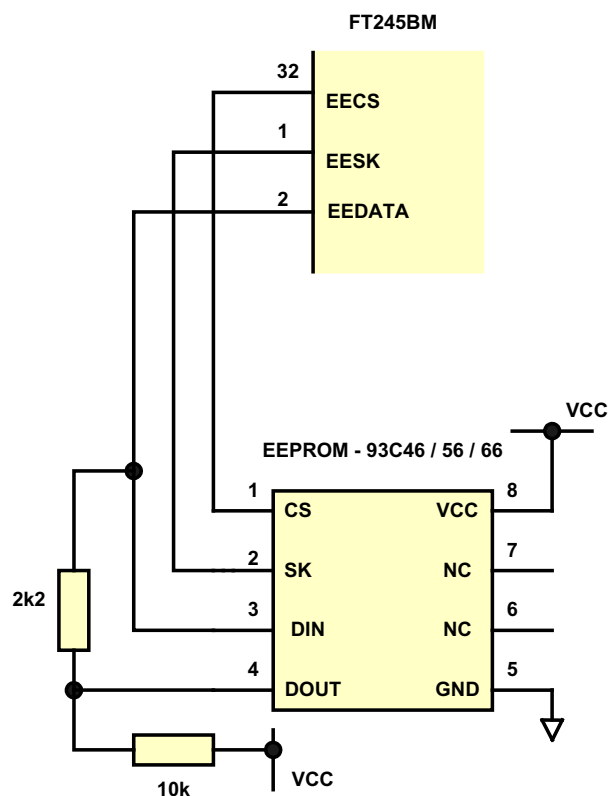 FT245BM
32
EECS
1
EESK
2
EEDATA
VCC
EEPROM - 93C46 / 56 / 66
1
CS
VCC
8
2
SK
NC
7
2k2
3
DIN
NC
6
4
DOUT
GND
5
VCC
10k